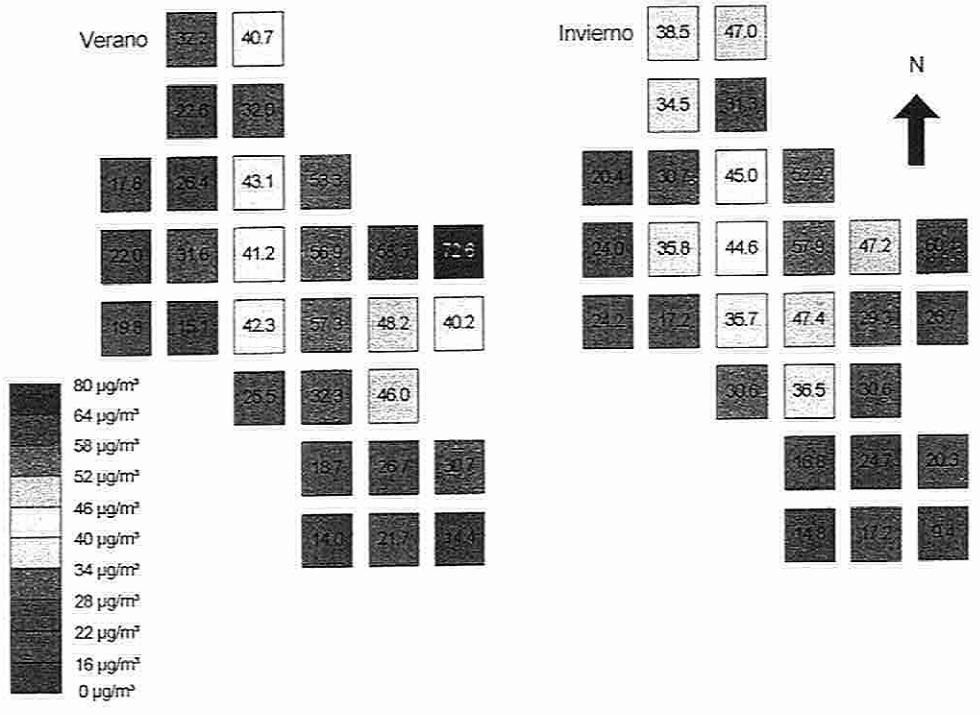 Verano 32.2 40.7
22.6 32.9
17.8 26.4 43.1 53.3
22.0 31.6 41.2 56.9 72.6
19.8 15.1 42.3 57.3 48.2 40.2
25.5 32.3 46.0
18.7 26.7 30.7
14.0 21.7 34.4
Invierno 38.5 47.0
34.5 31.3
20.4 30.7 45.0 52.2
24.0 35.8 44.6 57.9 47.2
24.2 17.2 35.7 47.4 29.3 26.7
30.6 36.5 30.6
16.8 24.7 20.3
14.8 17.2 9.4
N
80 µg/m³
64 µg/m³
58 µg/m³
52 µg/m³
46 µg/m³
40 µg/m³
34 µg/m³
28 µg/m³
22 µg/m³
16 µg/m³
0 µg/m³